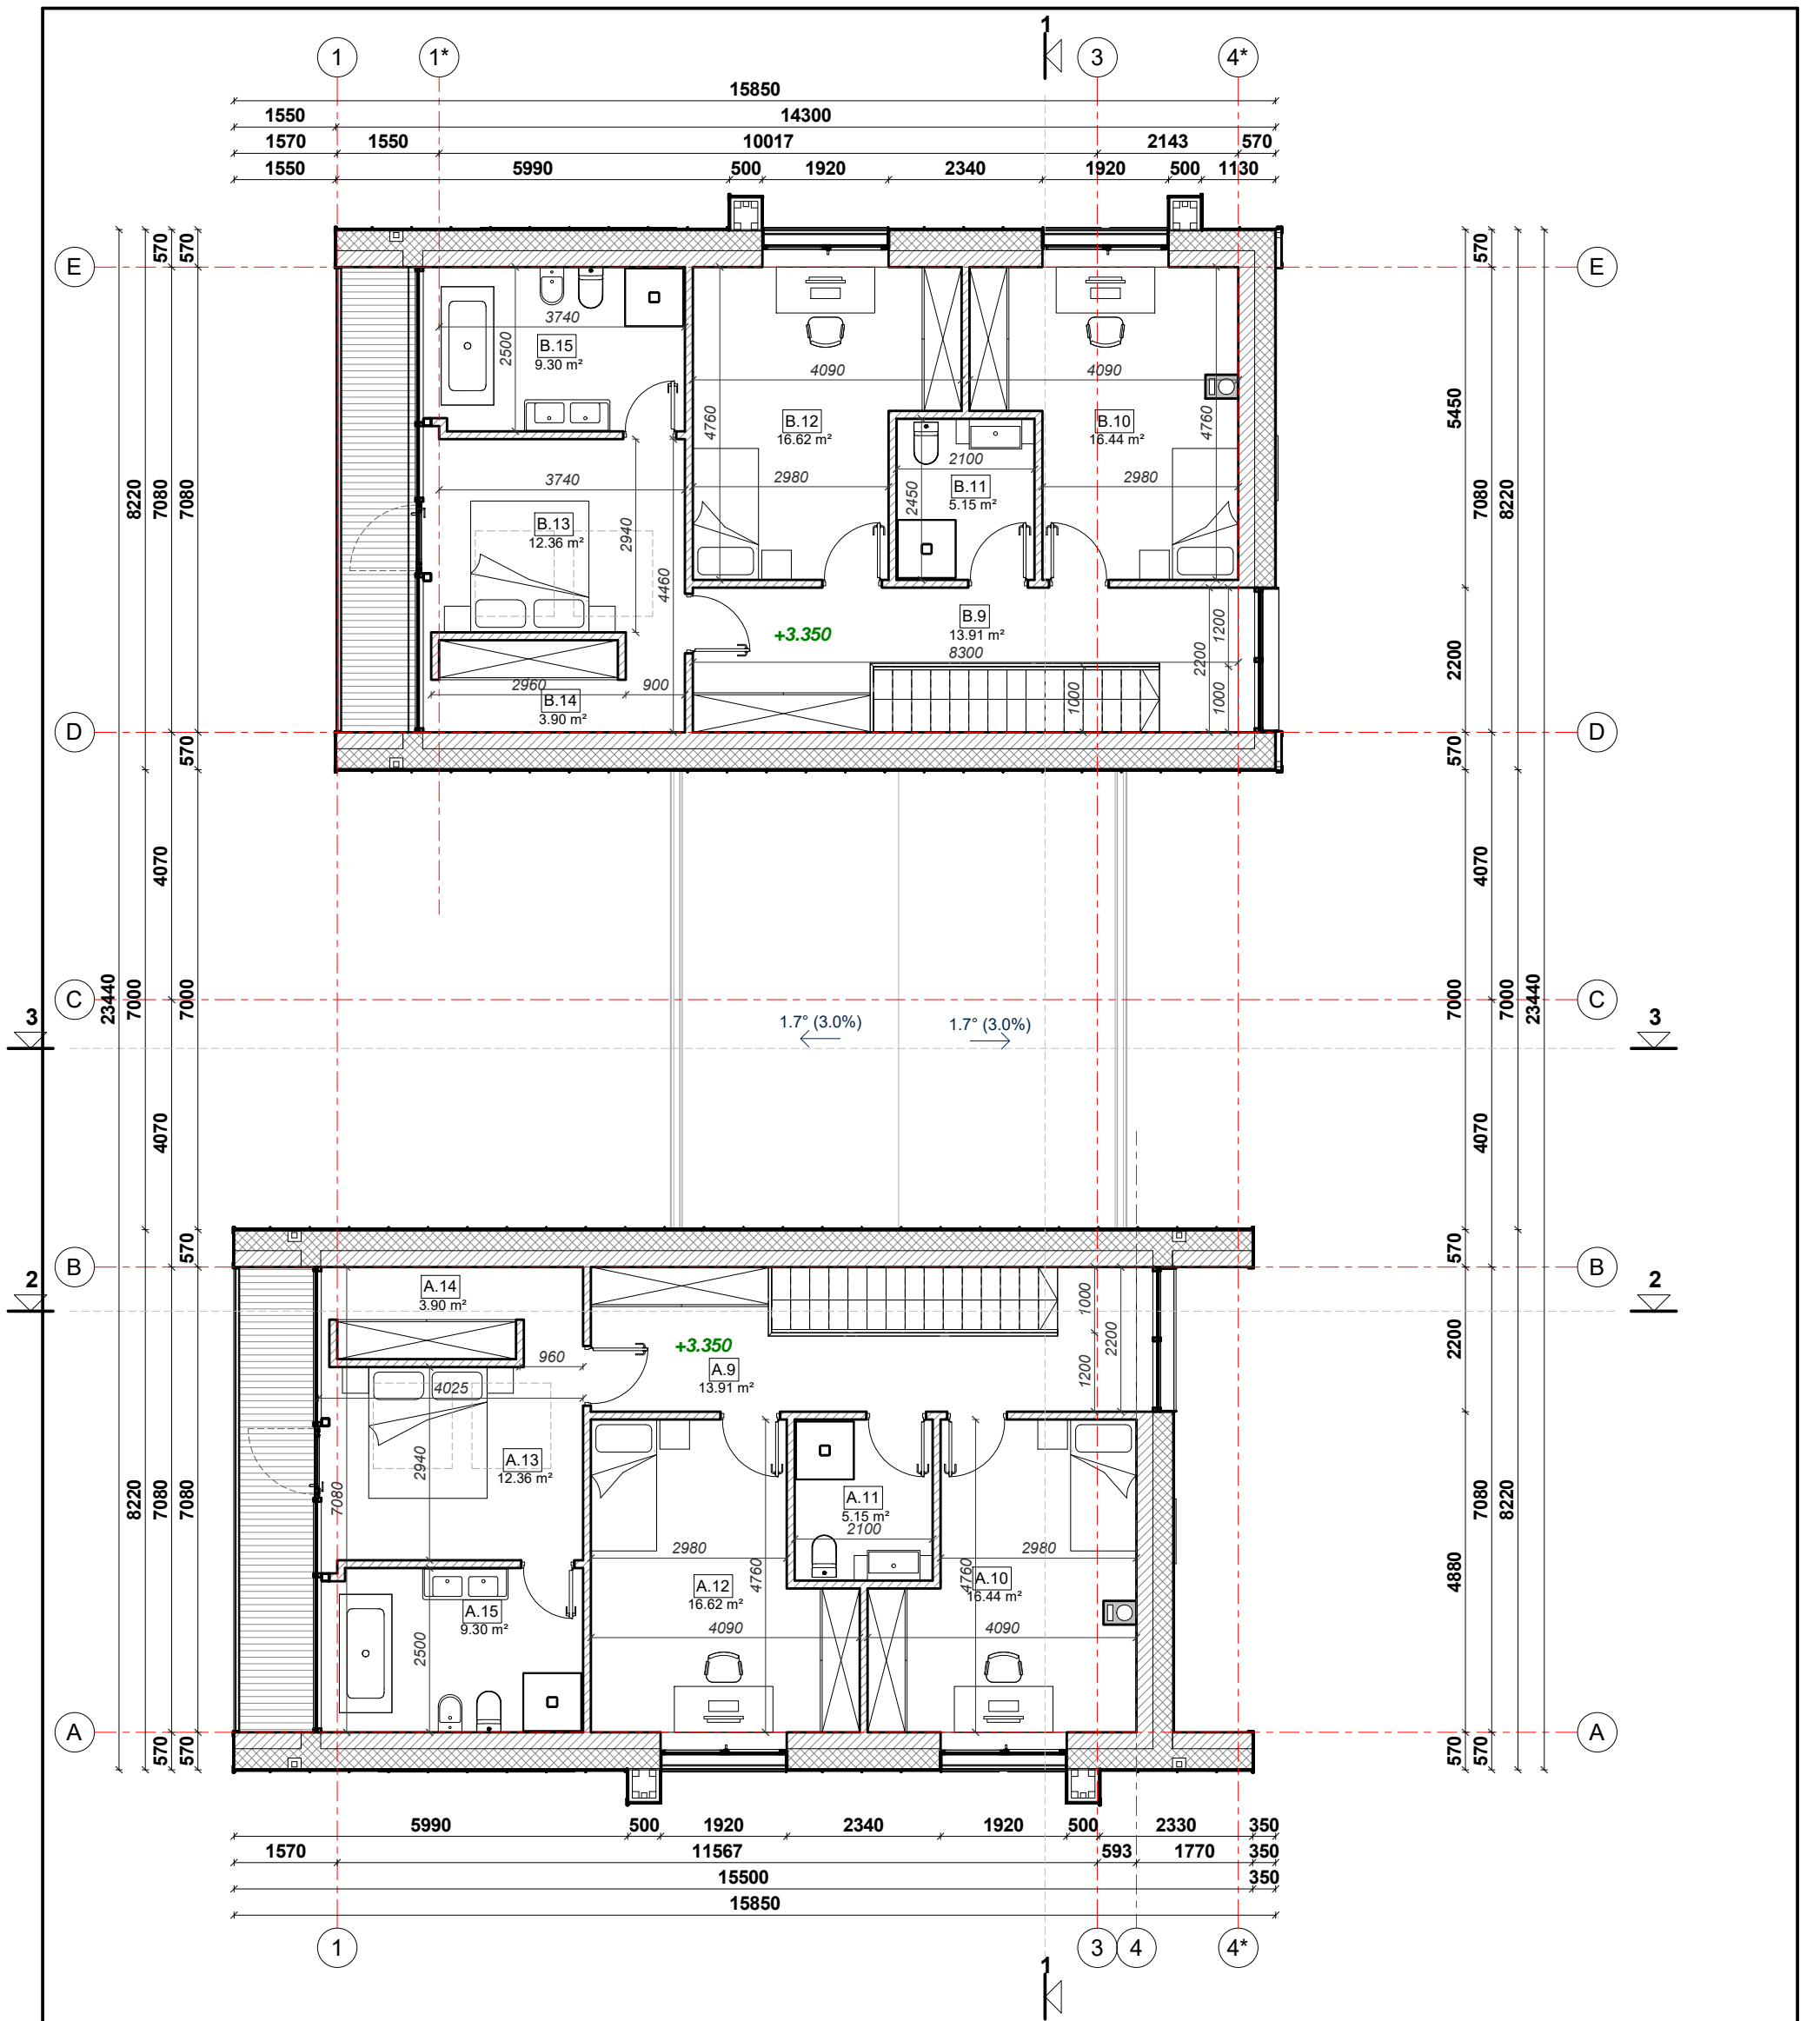 1
1 1* 3 4*
15850
1550 14300
1570 1550 10017 2143 570
1550 5990 500 1920 2340 1920 500 1130
570 570 570
E E
3740
2500
B.15
9.30 m²
4090 4090
4760 4760
B.12
16.62 m²
B.10
16.44 m²
5450
2100
2980 2980
2450
B.11
5.15 m²
8220 7080 7080 7080 8220
3740
B.13
12.36 m²
2940
4460
B.9
13.91 m²
+3.350
8300
1200
2200
2200
2960 900
B.14
3.90 m²
1000 1000
D D
570 570
4070 4070
23440 7000 7000 7000 7000 23440
C C
3 3
1.7° (3.0%) 1.7° (3.0%)
4070 4070
570 570
B B
2 2
A.14
3.90 m²
1000
2200
2200
+3.350
960
A.9
13.91 m²
1200
4025
8220 7080 7080 7080 8220
2940
A.13
12.36 m²
7080
A.11
5.15 m²
2100
2980 2980
4760 4760
A.12
16.62 m²
A.10
16.44 m²
4880
A.15
9.30 m²
2500
4090 4090
A A
570 570 570 570
5990 500 1920 2340 1920 500 2330 350
1570 11567 593 1770 350
15500 350
15850
1 3 4 4*
1